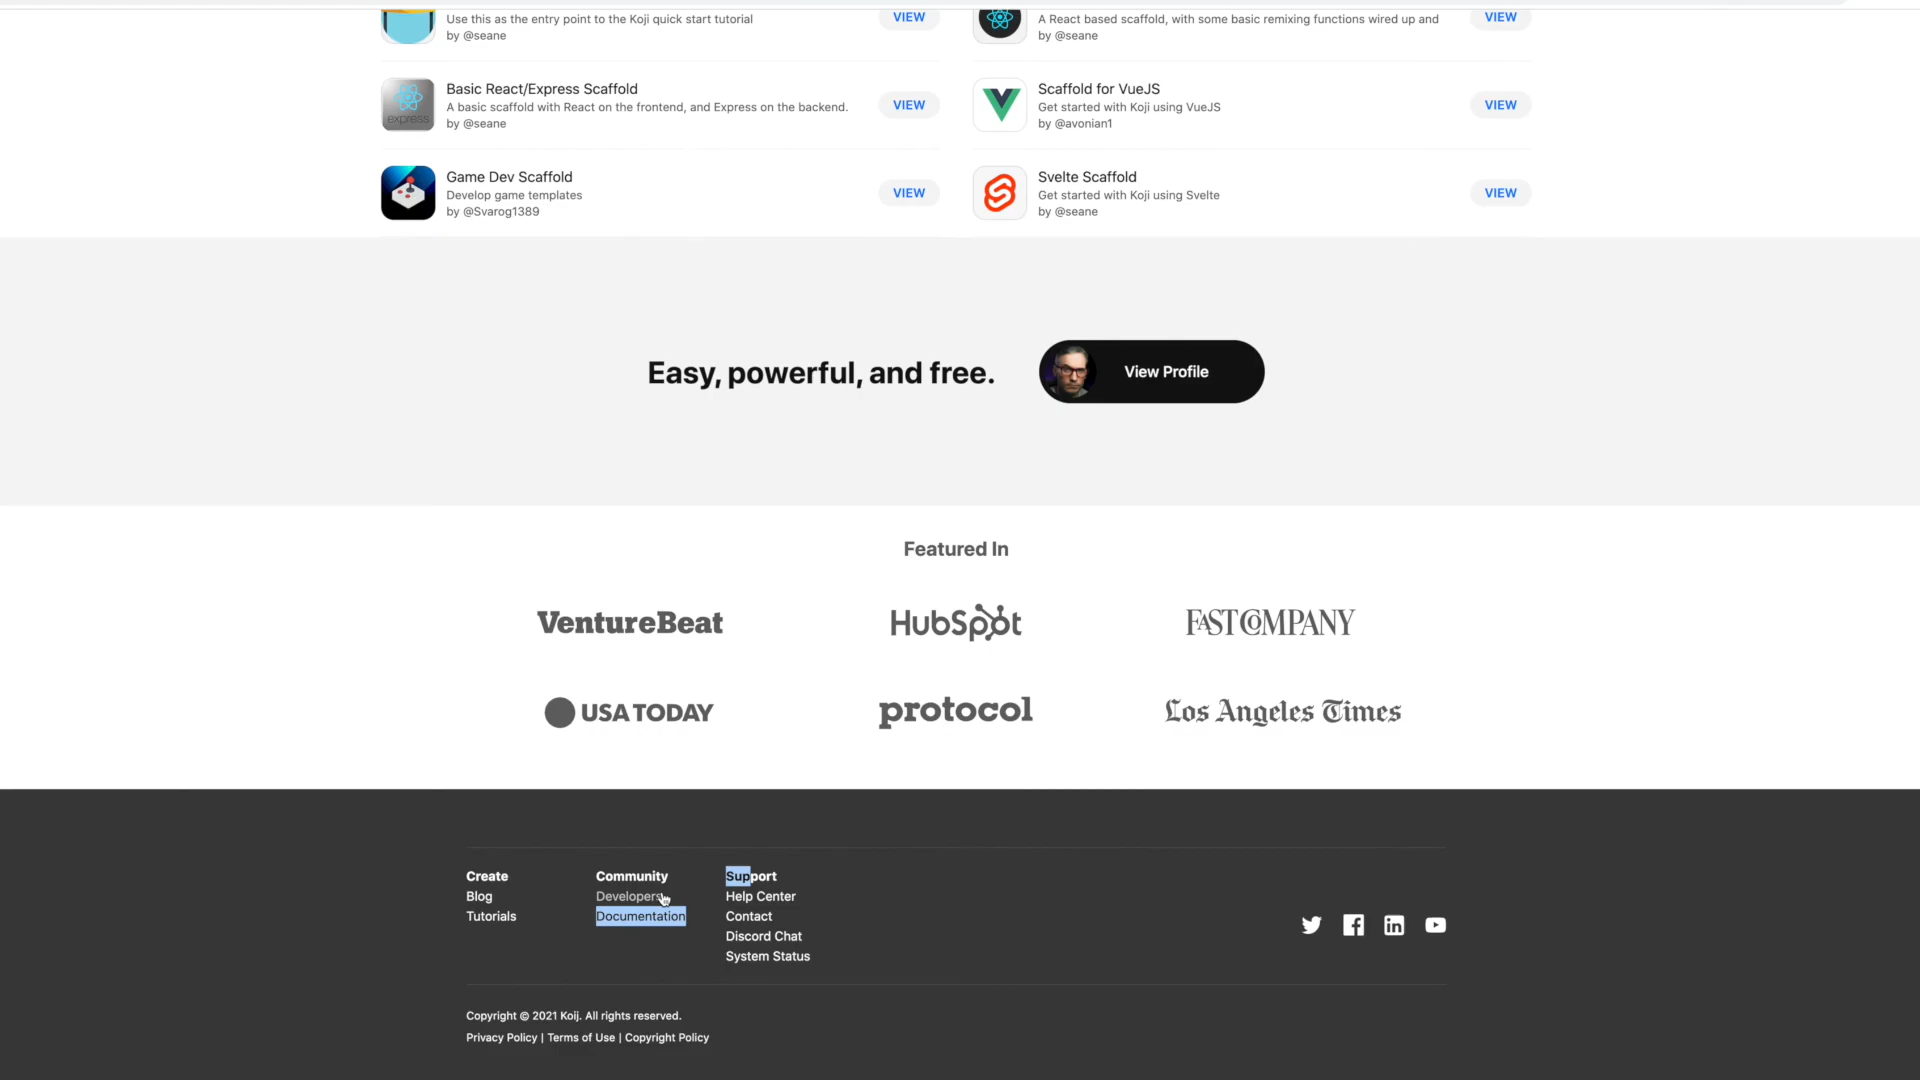 Use this as the entry point to the Koji quick start tutorial
by @seane
VIEW
A React based scaffold, with some basic remixing functions wired up and
by @seane
VIEW
express
Basic React/Express Scaffold
A basic scaffold with React on the frontend, and Express on the backend.
by @seane
VIEW
Scaffold for VueJS
Get started with Koji using VueJS
by @avonian1
VIEW
Game Dev Scaffold
Develop game templates
by @Svarog1389
VIEW
Svelte Scaffold
Get started with Koji using Svelte
by @seane
VIEW
Easy, powerful, and free.
View Profile
Featured In
VentureBeat
HubSpot
FAST COMPANY
USA TODAY
protocol
Los Angeles Times
Create
Blog
Tutorials
Community
Developers
Documentation
Support
Help Center
Contact
Discord Chat
System Status
Copyright © 2021 Koij. All rights reserved.
Privacy Policy | Terms of Use | Copyright Policy